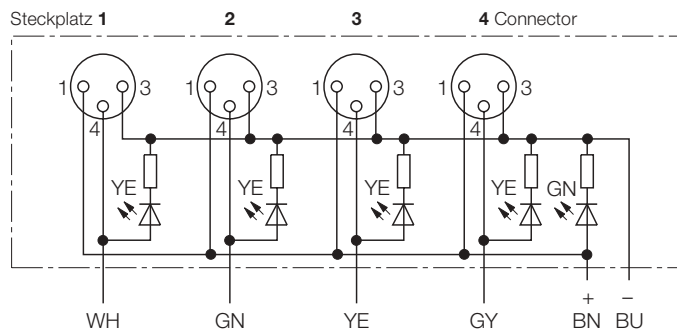 Steckplatz 1 2 3 4 Connector
1 3 1 3 1 3 1 3
4 4 4 4
YE YE YE YE GN
+ –
WH GN YE GY BN BU